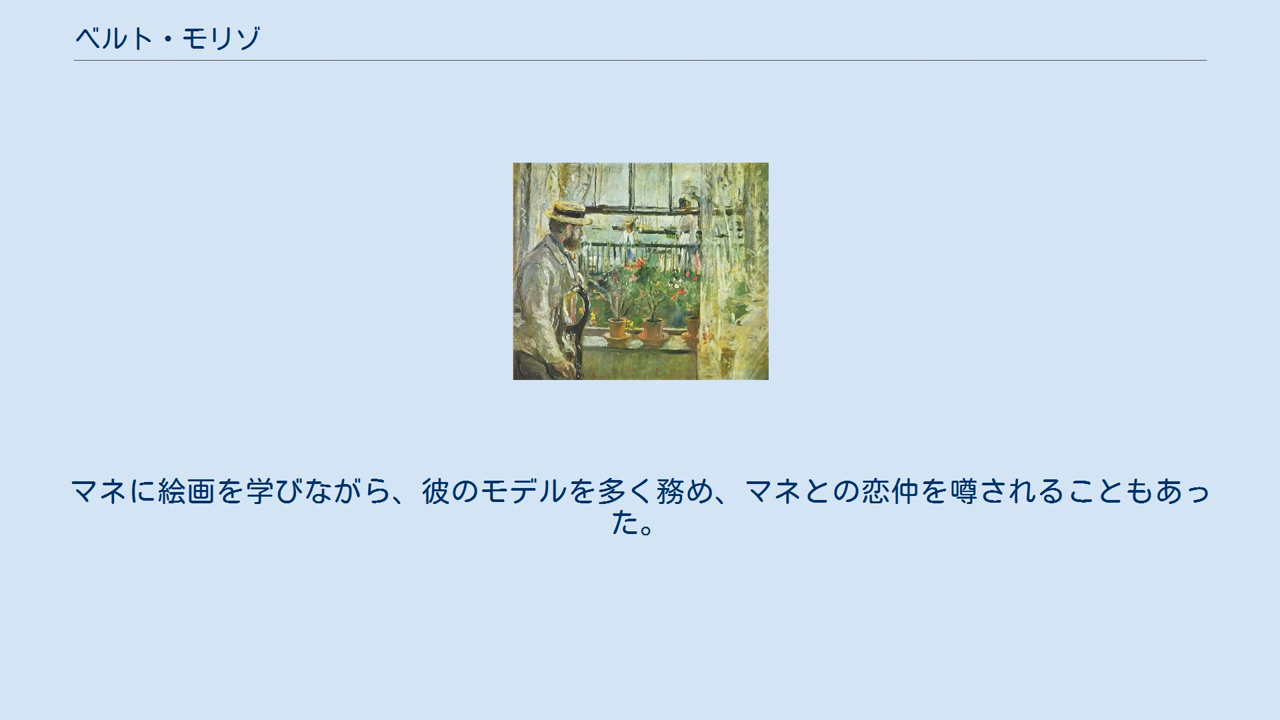 ベルト・モリゾ
マネに絵画を学びながら、彼のモデルを多く務め、マネとの恋仲を噂されることもあっ
た。